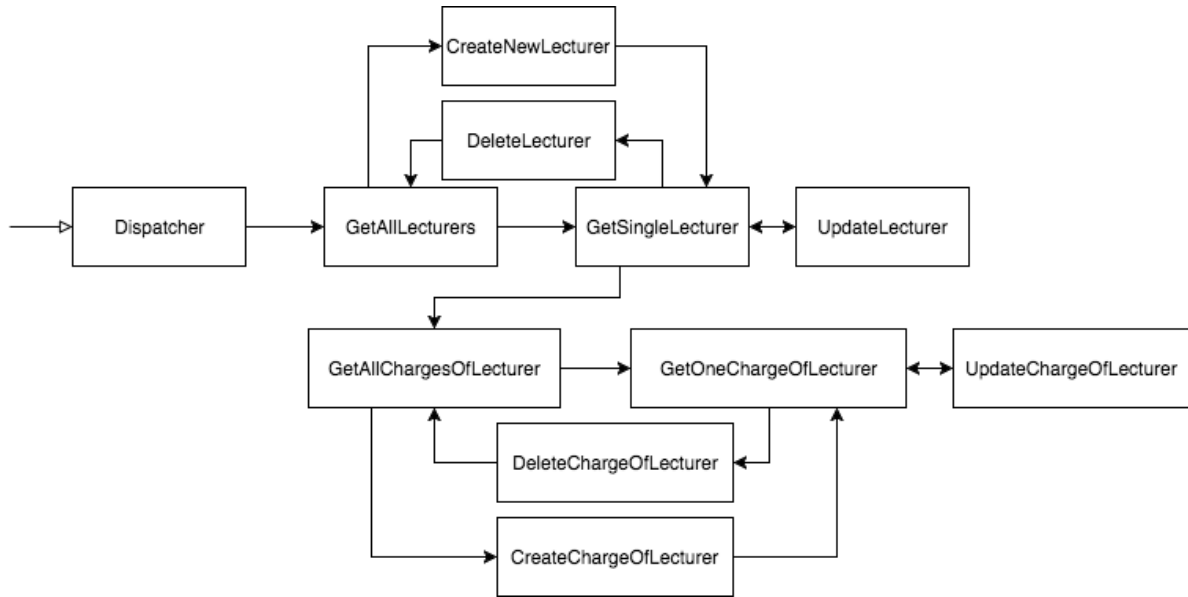 CreateNewLecturer
DeleteLecturer
Dispatcher
GetAllLecturers
GetSingleLecturer
UpdateLecturer
GetAllChargesOfLecturer
GetOneChargeOfLecturer
UpdateChargeOfLecturer
DeleteChargeOfLecturer
CreateChargeOfLecturer